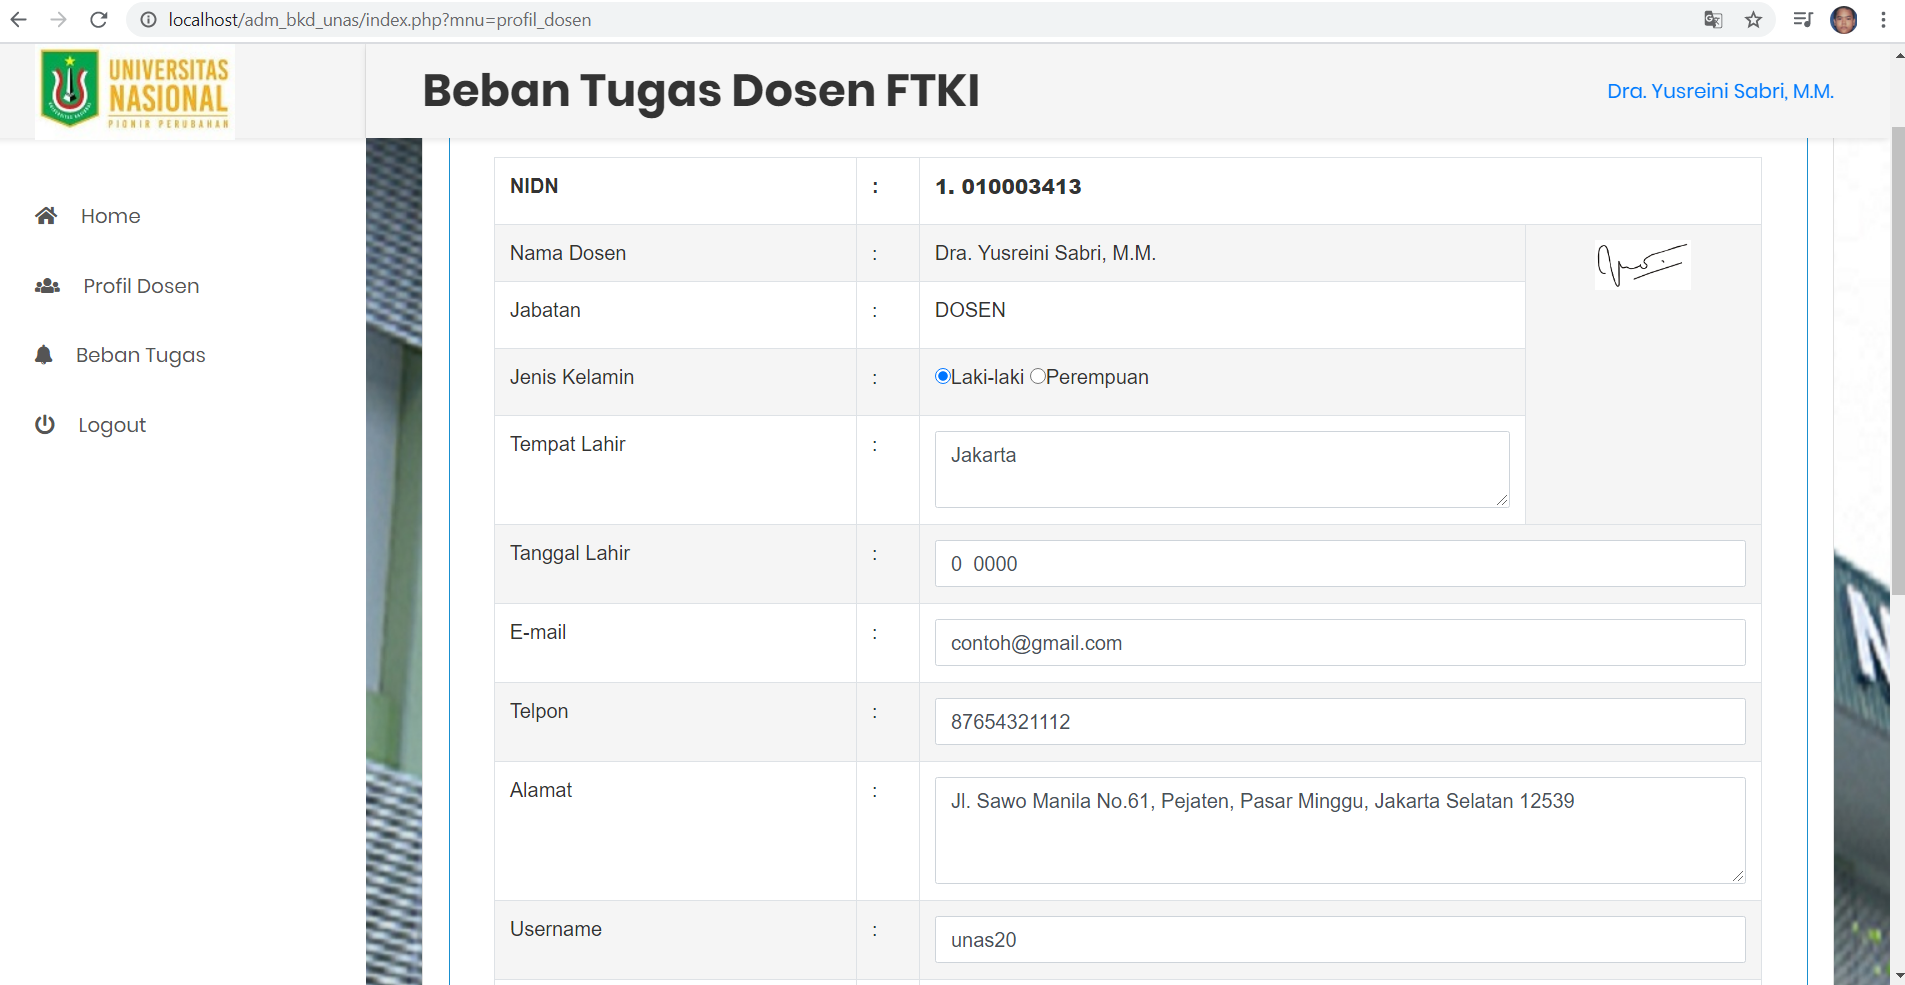 localhost/adm_bkd_unas/index.php?mnu=profil_dosen
UNIVERSITAS
NASIONAL
PIONIR PERUBAHAN
Beban Tugas Dosen FTKI
Dra. Yusreini Sabri, M.M.
Home
Profil Dosen
Beban Tugas
Logout
NIDN : 1. 010003413
Nama Dosen : Dra. Yusreini Sabri, M.M.
Jabatan : DOSEN
Jenis Kelamin : Laki-laki Perempuan
Tempat Lahir : Jakarta
Tanggal Lahir : 0 0000
E-mail : contoh@gmail.com
Telpon : 87654321112
Alamat : Jl. Sawo Manila No.61, Pejaten, Pasar Minggu, Jakarta Selatan 12539
Username : unas20